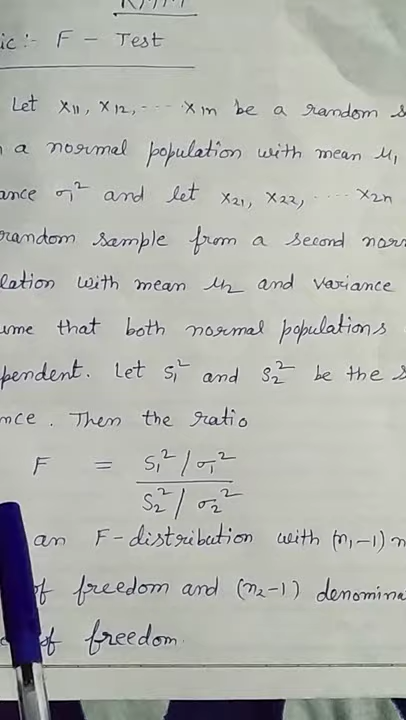 ic :- F - Test
Let x11, x12, ---- x1n be a random s
a normal population with mean μ1
ance σ1² and let x21, x22, ---- x2n
random sample from a second nor
lation with mean μ2 and variance
ume that both normal populations
pendent. Let S1² and S2² be the s
nce. Then the ratio
F = S1² / σ1²
S2² / σ2²
an F-distribution with (n1-1) n
of freedom and (n2-1) denomina
of freedom.